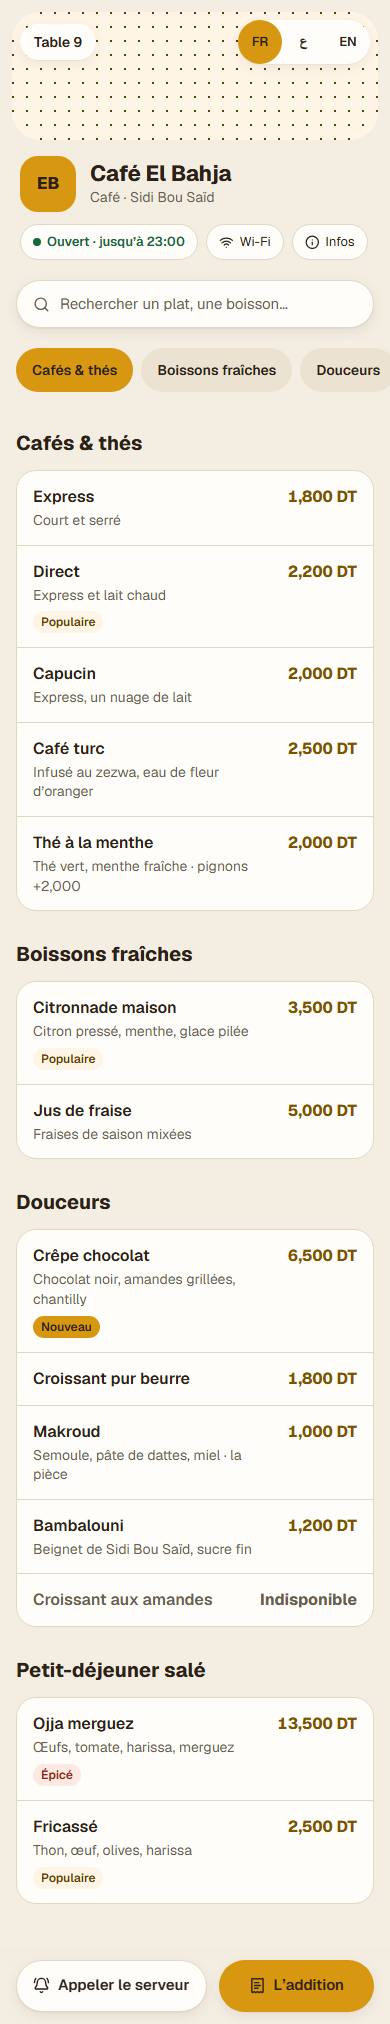 Table 9
FR ع EN
EB
Café El Bahja
Café · Sidi Bou Saïd
Ouvert · jusqu’à 23:00
Wi-Fi
Infos
Rechercher un plat, une boisson…
Cafés & thés
Boissons fraîches
Douceurs
Cafés & thés
Express 1,800 DT
Court et serré
Direct 2,200 DT
Express et lait chaud
Populaire
Capucin 2,000 DT
Express, un nuage de lait
Café turc 2,500 DT
Infusé au zezwa, eau de fleur
d’oranger
Thé à la menthe 2,000 DT
Thé vert, menthe fraîche · pignons
+2,000
Boissons fraîches
Citronnade maison 3,500 DT
Citron pressé, menthe, glace pilée
Populaire
Jus de fraise 5,000 DT
Fraises de saison mixées
Douceurs
Crêpe chocolat 6,500 DT
Chocolat noir, amandes grillées,
chantilly
Nouveau
Croissant pur beurre 1,800 DT
Makroud 1,000 DT
Semoule, pâte de dattes, miel · la
pièce
Bambalouni 1,200 DT
Beignet de Sidi Bou Saïd, sucre fin
Croissant aux amandes Indisponible
Petit-déjeuner salé
Ojja merguez 13,500 DT
Œufs, tomate, harissa, merguez
Épicé
Fricassé 2,500 DT
Thon, œuf, olives, harissa
Populaire
Appeler le serveur
L’addition